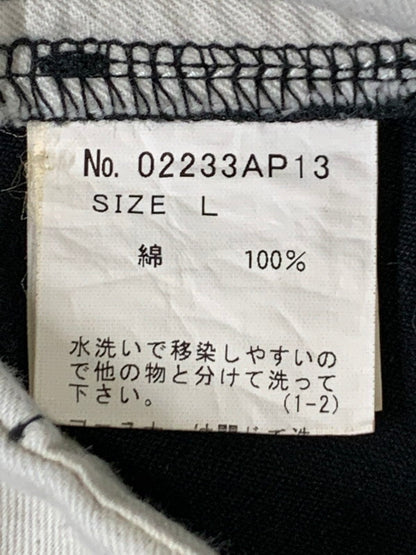 No. 02233AP13
SIZE L
綿 100%
水洗いで移染しやすいの
で他の物と分けて洗って
下さい。 (1-2)